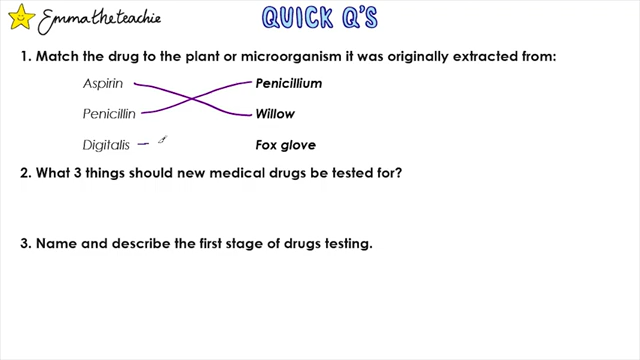 Emmatheteachie
QUICK Q'S
1. Match the drug to the plant or microorganism it was originally extracted from:
Aspirin Penicillium
Penicillin Willow
Digitalis Fox glove
2. What 3 things should new medical drugs be tested for?
3. Name and describe the first stage of drugs testing.